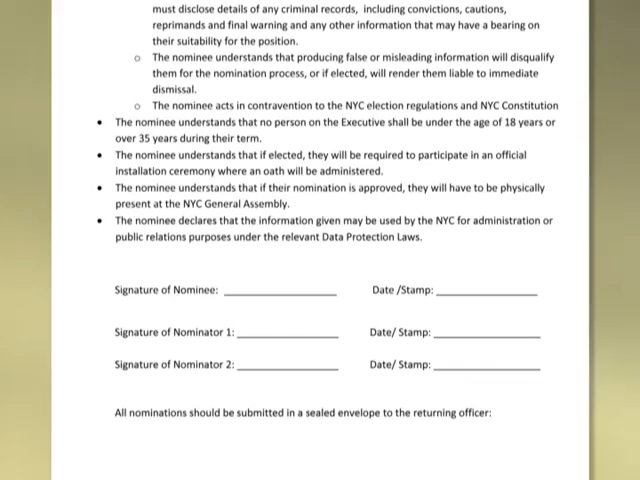 must disclose details of any criminal records,  including convictions, cautions,
reprimands and final warning and any other information that may have a bearing on
their suitability for the position.
o The nominee understands that producing false or misleading information will disqualify
them for the nomination process, or if elected, will render them liable to immediate
dismissal.
o The nominee acts in contravention to the NYC election regulations and NYC Constitution
• The nominee understands that no person on the Executive shall be under the age of 18 years or
over 35 years during their term.
• The nominee understands that if elected, they will be required to participate in an official
installation ceremony where an oath will be administered.
• The nominee understands that if their nomination is approved, they will have to be physically
present at the NYC General Assembly.
• The nominee declares that the information given may be used by the NYC for administration or
public relations purposes under the relevant Data Protection Laws.
Signature of Nominee: _________________ Date /Stamp: _______________
Signature of Nominator 1: _______________ Date/ Stamp: ________________
Signature of Nominator 2: _______________ Date/ Stamp: ________________
All nominations should be submitted in a sealed envelope to the returning officer: